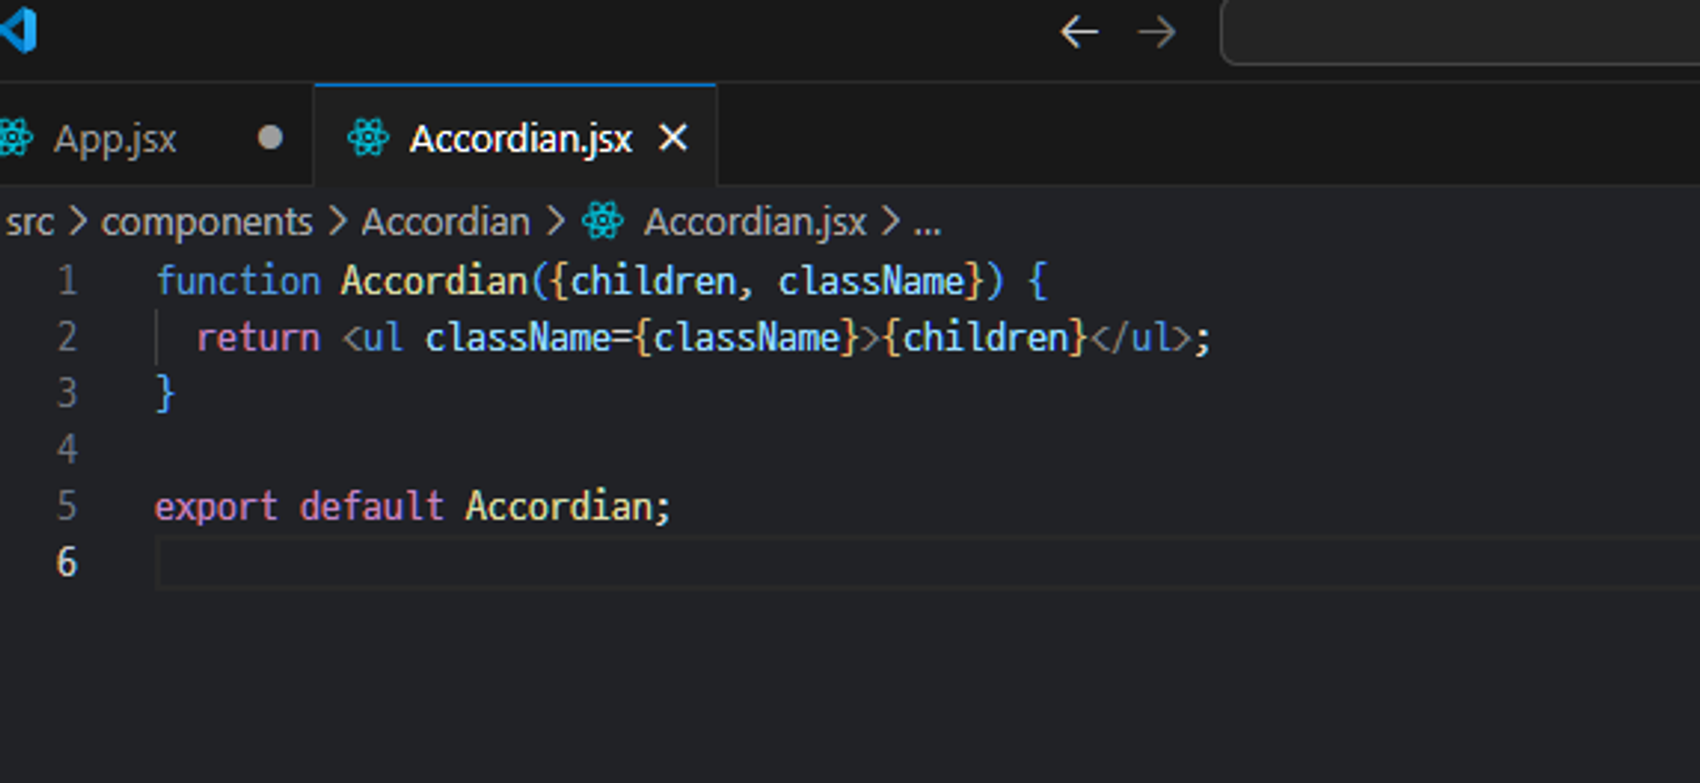 App.jsx
Accordian.jsx
src > components > Accordian > Accordian.jsx > ...
1 function Accordian({children, className}) {
2 return <ul className={className}>{children}</ul>;
3 }
4
5 export default Accordian;
6